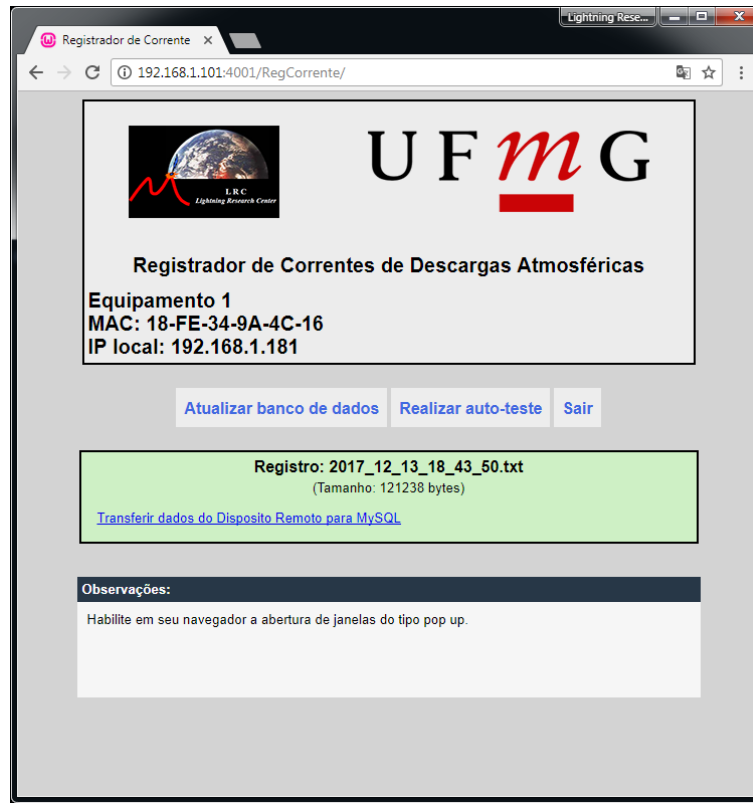 Lightning Rese...
Registrador de Corrente
192.168.1.101:4001/RegCorrente/
L R C
Lightning Research Center
U F m G
Registrador de Correntes de Descargas Atmosféricas
Equipamento 1
MAC: 18-FE-34-9A-4C-16
IP local: 192.168.1.181
Atualizar banco de dados Realizar auto-teste Sair
Registro: 2017_12_13_18_43_50.txt
(Tamanho: 121238 bytes)
Transferir dados do Disposito Remoto para MySQL
Observações:
Habilite em seu navegador a abertura de janelas do tipo pop up.